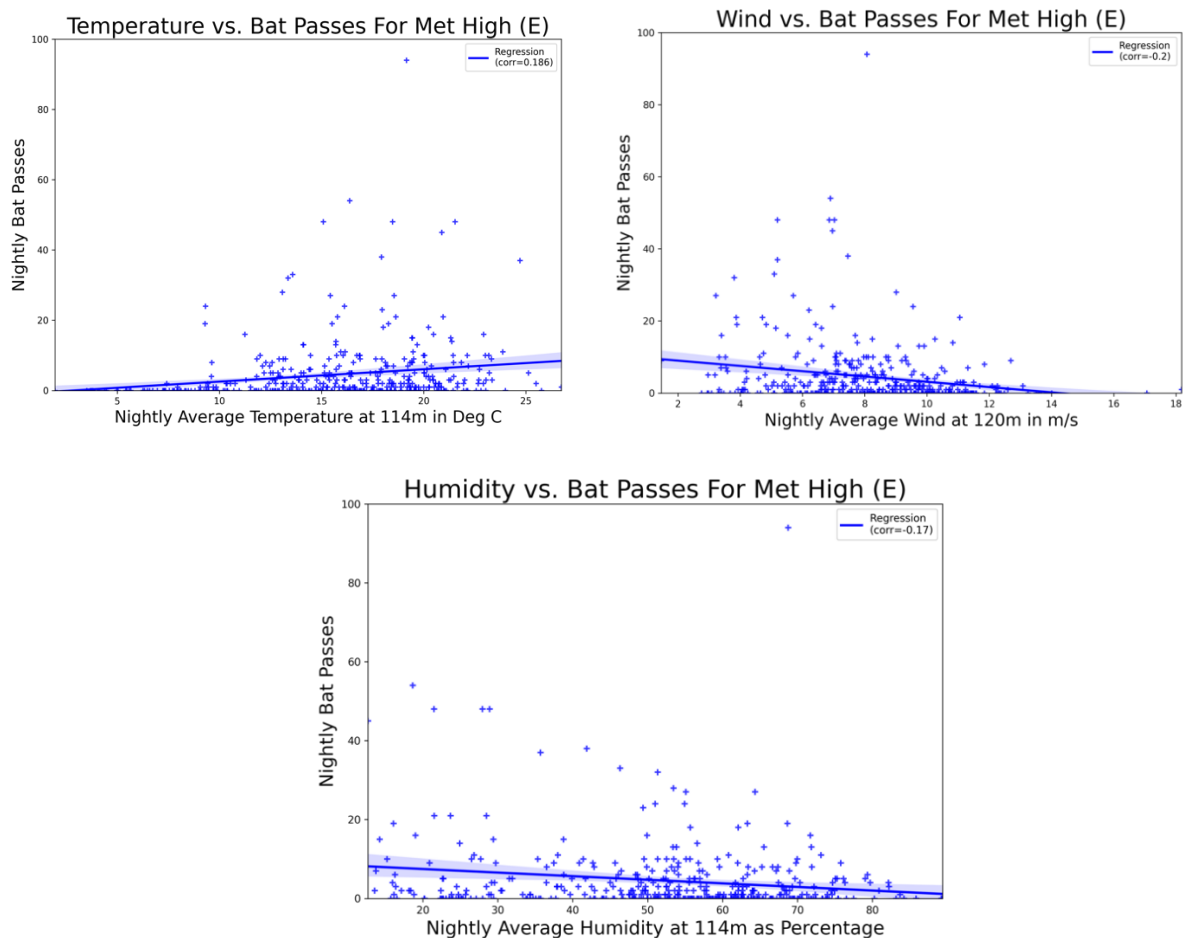 Temperature vs. Bat Passes For Met High (E)
Regression
(corr=0.186)
100
80
60
40
20
0
Nightly Bat Passes
5
10
15
20
25
Nightly Average Temperature at 114m in Deg C
Wind vs. Bat Passes For Met High (E)
Regression
(corr=-0.2)
100
80
60
40
20
0
Nightly Bat Passes
2
4
6
8
10
12
14
16
18
Nightly Average Wind at 120m in m/s
Humidity vs. Bat Passes For Met High (E)
Regression
(corr=-0.17)
100
80
60
40
20
0
Nightly Bat Passes
20
30
40
50
60
70
80
Nightly Average Humidity at 114m as Percentage